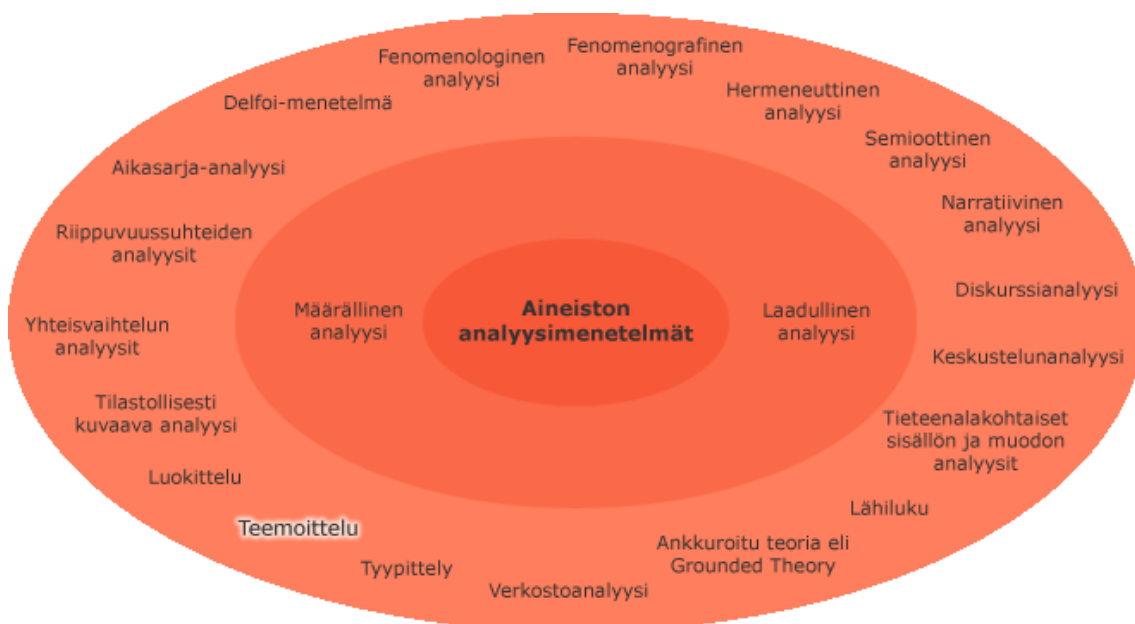 Fenomenologinen
analyysi
Fenomenografinen
analyysi
Hermeneuttinen
analyysi
Delfoi-menetelmä
Semioottinen
analyysi
Aikasarja-analyysi
Narratiivinen
analyysi
Riippuvuussuhteiden
analyysit
Diskurssianalyysi
Määrällinen
analyysi
Aineiston
analyysimenetelmät
Laadullinen
analyysi
Yhteisvaihtelun
analyysit
Keskustelunanalyysi
Tilastollisesti
kuvaava analyysi
Tieteenalakohtaiset
sisällön ja muodon
analyysit
Luokittelu
Lähiluku
Teemoittelu
Ankkuroitu teoria eli
Grounded Theory
Tyypittely
Verkostoanalyysi